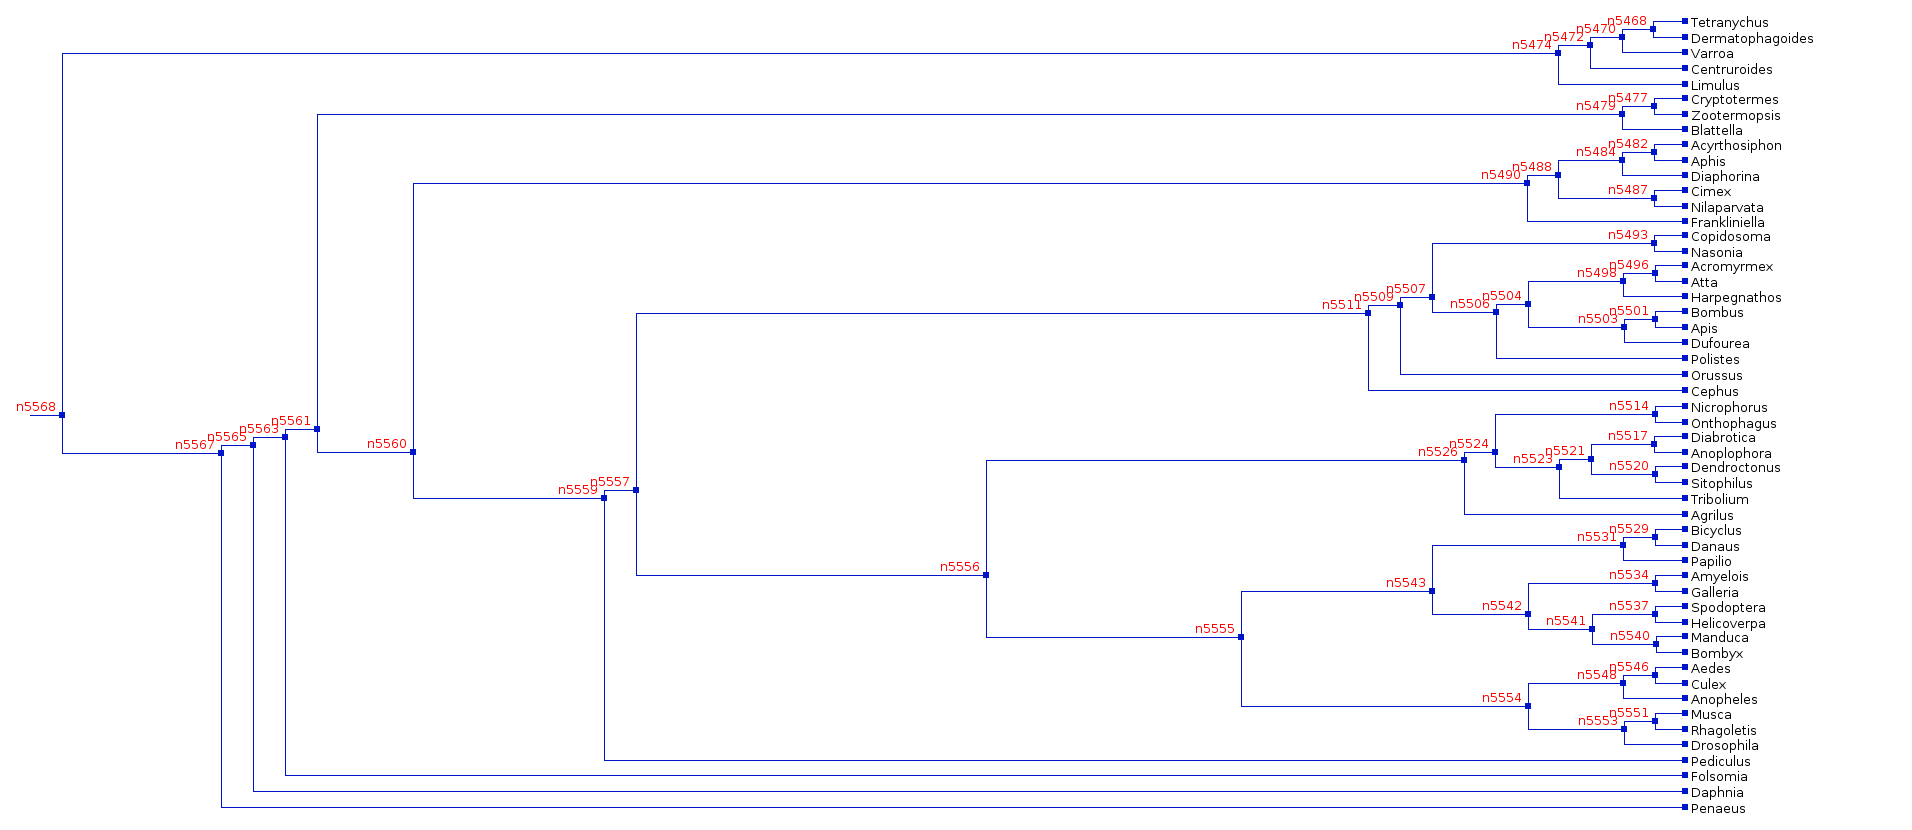 n5468 Tetranychus
n5470 Dermatophagoides
n5472 Varroa
n5474 Centruroides
Limulus
n5477 Cryptotermes
n5479 Zootermopsis
Blattella
n5482 Acyrthosiphon
n5484 Aphis
n5488 Diaphorina
n5490 n5487 Cimex
Nilaparvata
Frankliniella
n5493 Copidosoma
Nasonia
n5496 Acromyrmex
n5498 Atta
n5511 n5509 n5507 n5506 n5504 Harpegnathos
n5501 Bombus
n5503 Apis
Dufourea
Polistes
Orussus
Cephus
n5568 n5514 Nicrophorus
n5567 n5565 n5563 n5561 Onthophagus
n5560 n5526 n5524 n5517 Diabrotica
n5523 n5521 Anoplophora
n5520 Dendroctonus
n5559 n5557 Sitophilus
Tribolium
Agrilus
n5529 Bicyclus
n5531 Danaus
Papilio
n5556 n5534 Amyelois
n5543 Galleria
n5542 n5537 Spodoptera
n5541 Helicoverpa
n5555 n5540 Manduca
Bombyx
n5546 Aedes
n5548 Culex
n5554 Anopheles
n5551 Musca
n5553 Rhagoletis
Drosophila
Pediculus
Folsomia
Daphnia
Penaeus